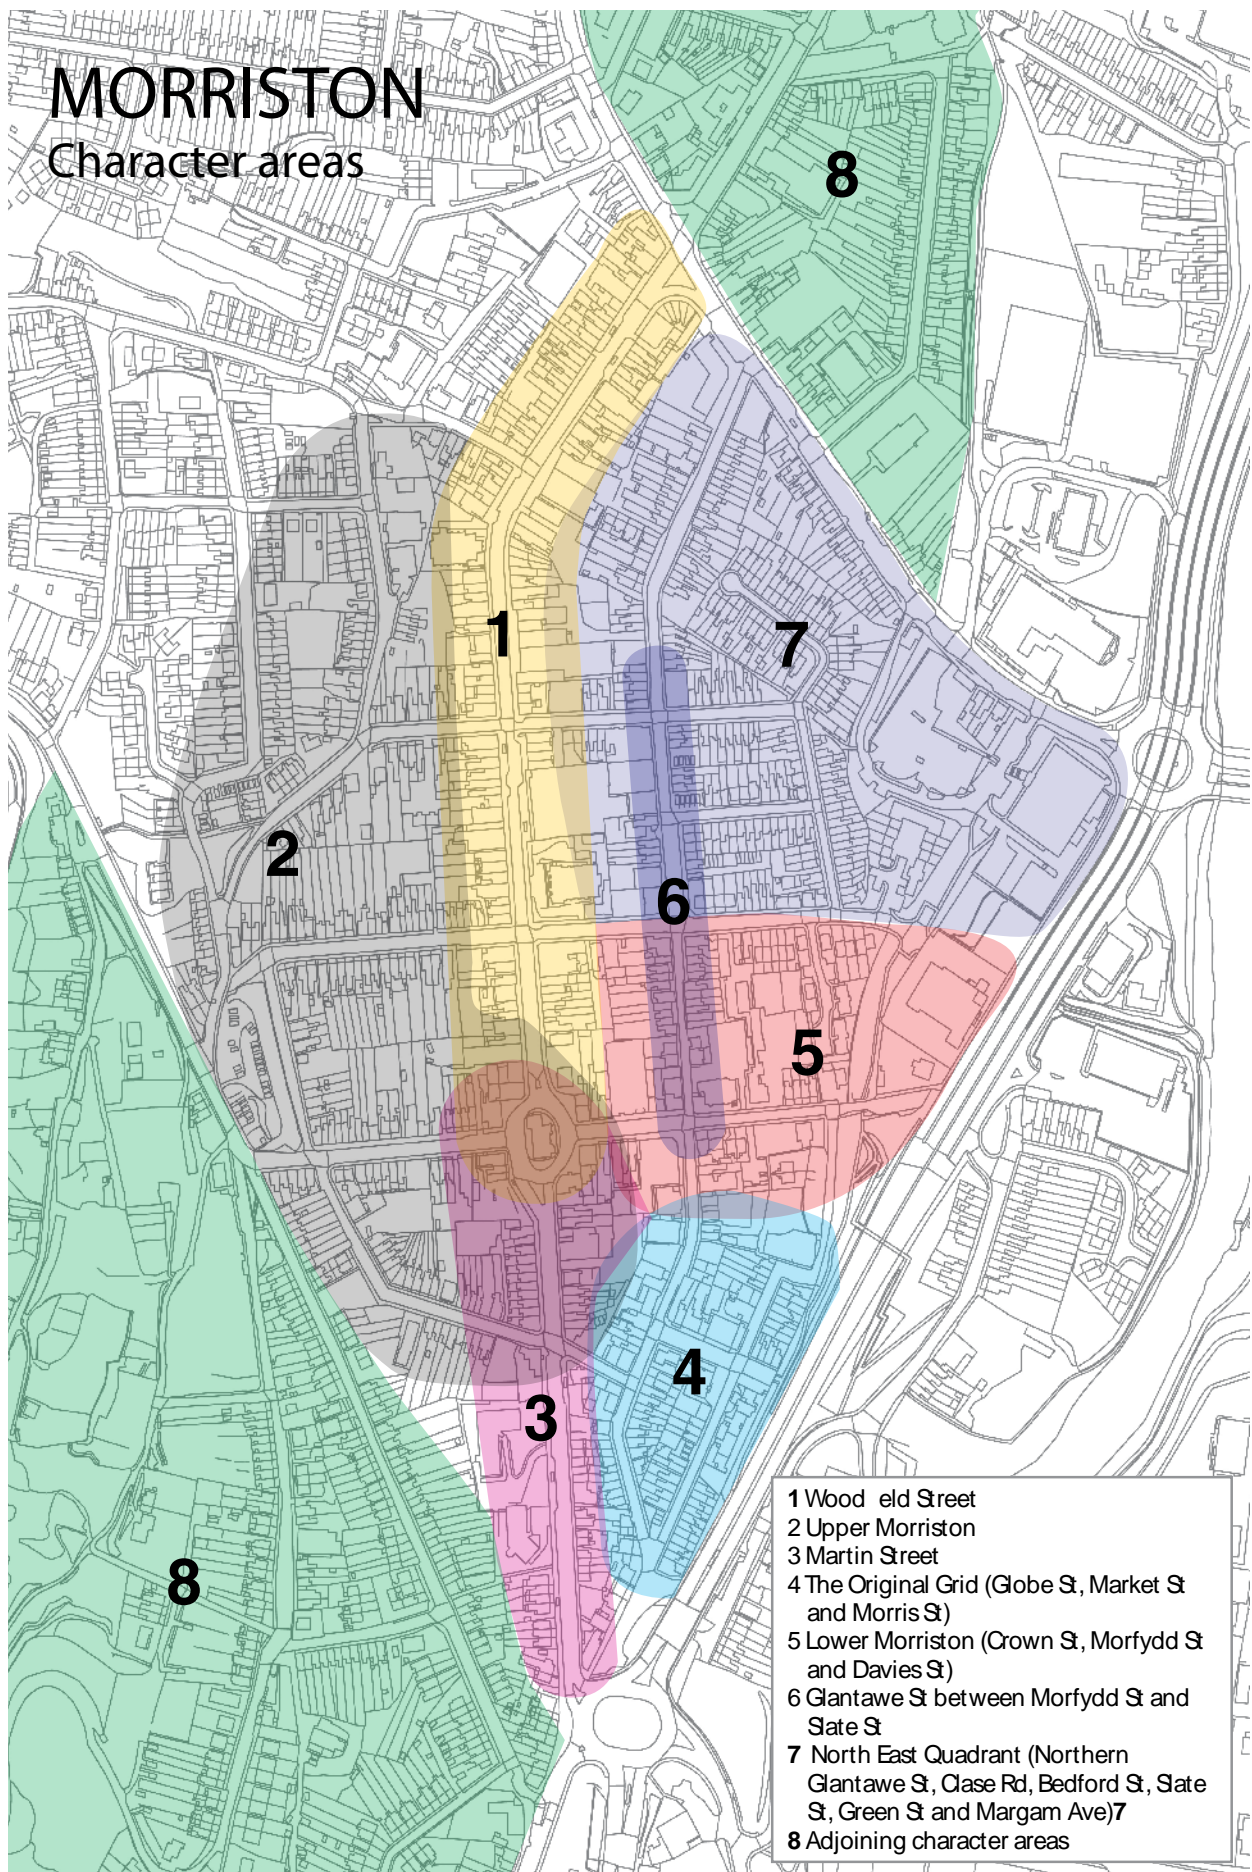 MORRISTON
Character areas
8
1
7
2
6
5
4
3
8
1 Wood eld Street
2 Upper Morriston
3 Martin Street
4 The Original Grid (Globe St, Market St
and Morris St)
5 Lower Morriston (Crown St, Morfydd St
and Davies St)
6 Glantawe St between Morfydd St and
Slate St
7 North East Quadrant (Northern
Glantawe St, Clase Rd, Bedford St, Slate
St, Green St and Margam Ave)7
8 Adjoining character areas